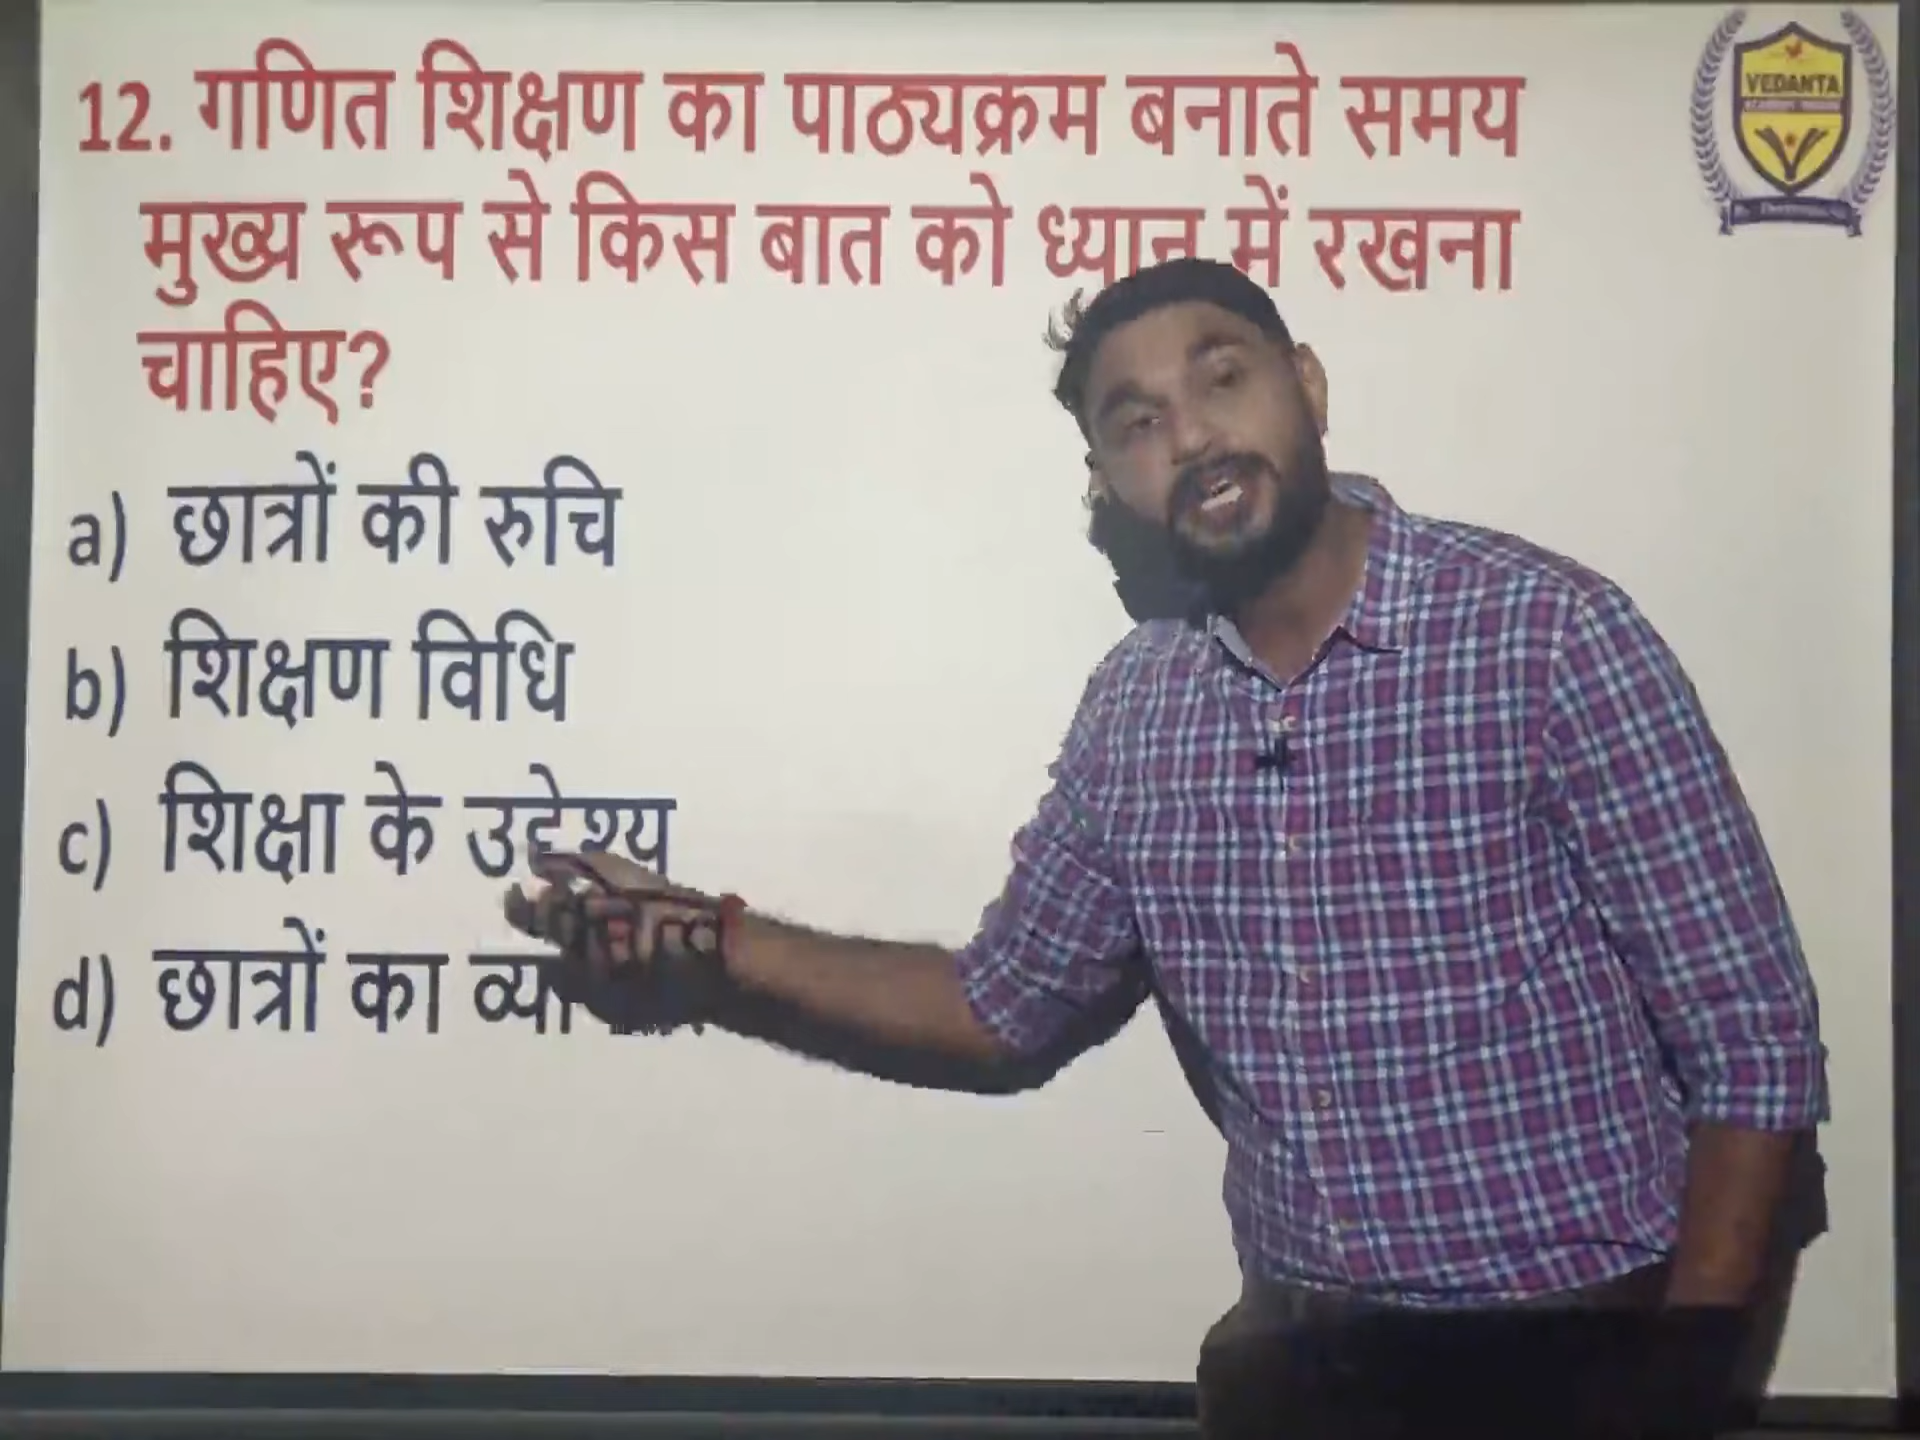 12. गणित शिक्षण का पाठ्यक्रम बनाते समय
मुख्य रूप से किस बात को ध्यान में रखना
चाहिए?
a) छात्रों की रुचि
b) शिक्षण विधि
c) शिक्षा के उद्देश्य
d) छात्रों का
VEDANTA